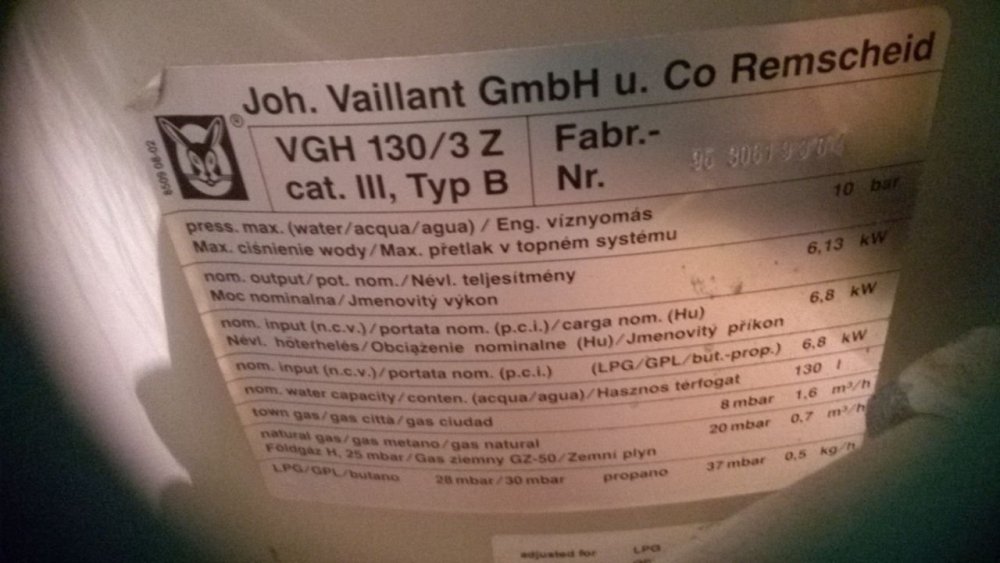 Joh. Vaillant GmbH u. Co Remscheid
®
8509 08-02
VGH 130/3 Z
cat. III, Typ B
Fabr.-
Nr.
press. max. (water/acqua/agua) / Eng. víznyomás 10 bar
Max. ciśnienie wody/Max. přetlak v topném systému
nom. output/pot. nom./Névl. teljesítmény 6,13 kW
Moc nominalna/Jmenovitý výkon
nom. input (n.c.v.)/portata nom. (p.c.i.)/carga nom. (Hu) 6,8 kW
Névl. hőterhelés/Obciążenie nominalne (Hu)/Jmenovitý příkon
nom. input (n.c.v.)/portata nom. (p.c.i.) (LPG/GPL/but.-prop.) 6,8 kW
nom. water capacity/conten. (acqua/agua)/Hasznos térfogat 130 l
town gas/gas città/gas ciudad 8 mbar 1,6 m³/h
natural gas/gas metano/gas natural 20 mbar 0,7 m³/h
Földgáz H, 25 mbar/Gas ziemny GZ-50/Zemní plyn
LPG/GPL/butano 28 mbar/30 mbar propano 37 mbar 0,5 kg/h
adjusted for LPG